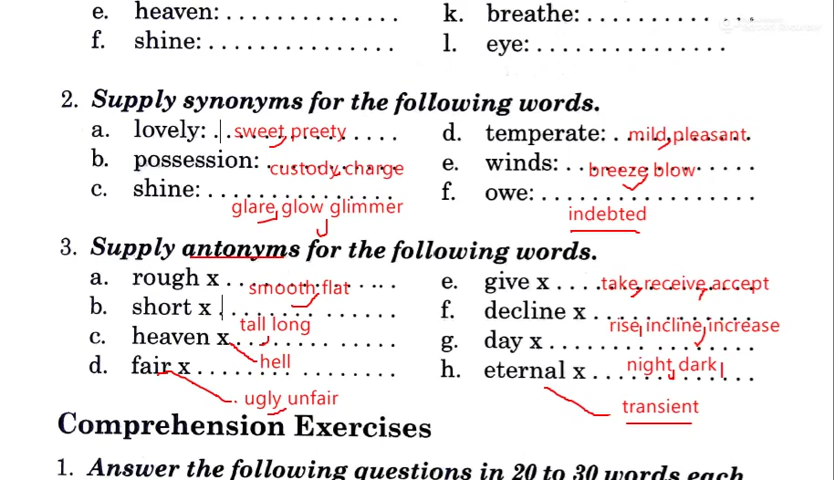 e. heaven: . . . . . . . . . . . . . . . k. breathe: . . . . . . . . . . . . . .
f. shine: . . . . . . . . . . . . . . . . l. eye: . . . . . . . . . . . . . . .
2. Supply synonyms for the following words.
a. lovely: . . sweet, preety . . . . d. temperate: . mild, pleasant.
b. possession: . custody, charge e. winds: . . breeze, blow . . . . .
c. shine: . . . . . . . . . . . . . . . f. owe: . . . . . . . . . . . . . . . . .
glare, glow glimmer indebted
3. Supply antonyms for the following words.
a. rough x . . smooth, flat . . . . e. give x . . . . take, receive, accept
b. short x . . . . . . . . . . . . . . . f. decline x . . . . . . . . . . . . .
tall long rise, incline, increase
c. heaven x . . . . . . . . . . . . . . g. day x . . . . . . . . . . . . . . . . .
hell night, dark
d. fair x . . . . . . . . . . . . . . . . h. eternal x . . . . . . . . . . . . .
ugly unfair transient
Comprehension Exercises
1. Answer the following questions in 20 to 30 words each